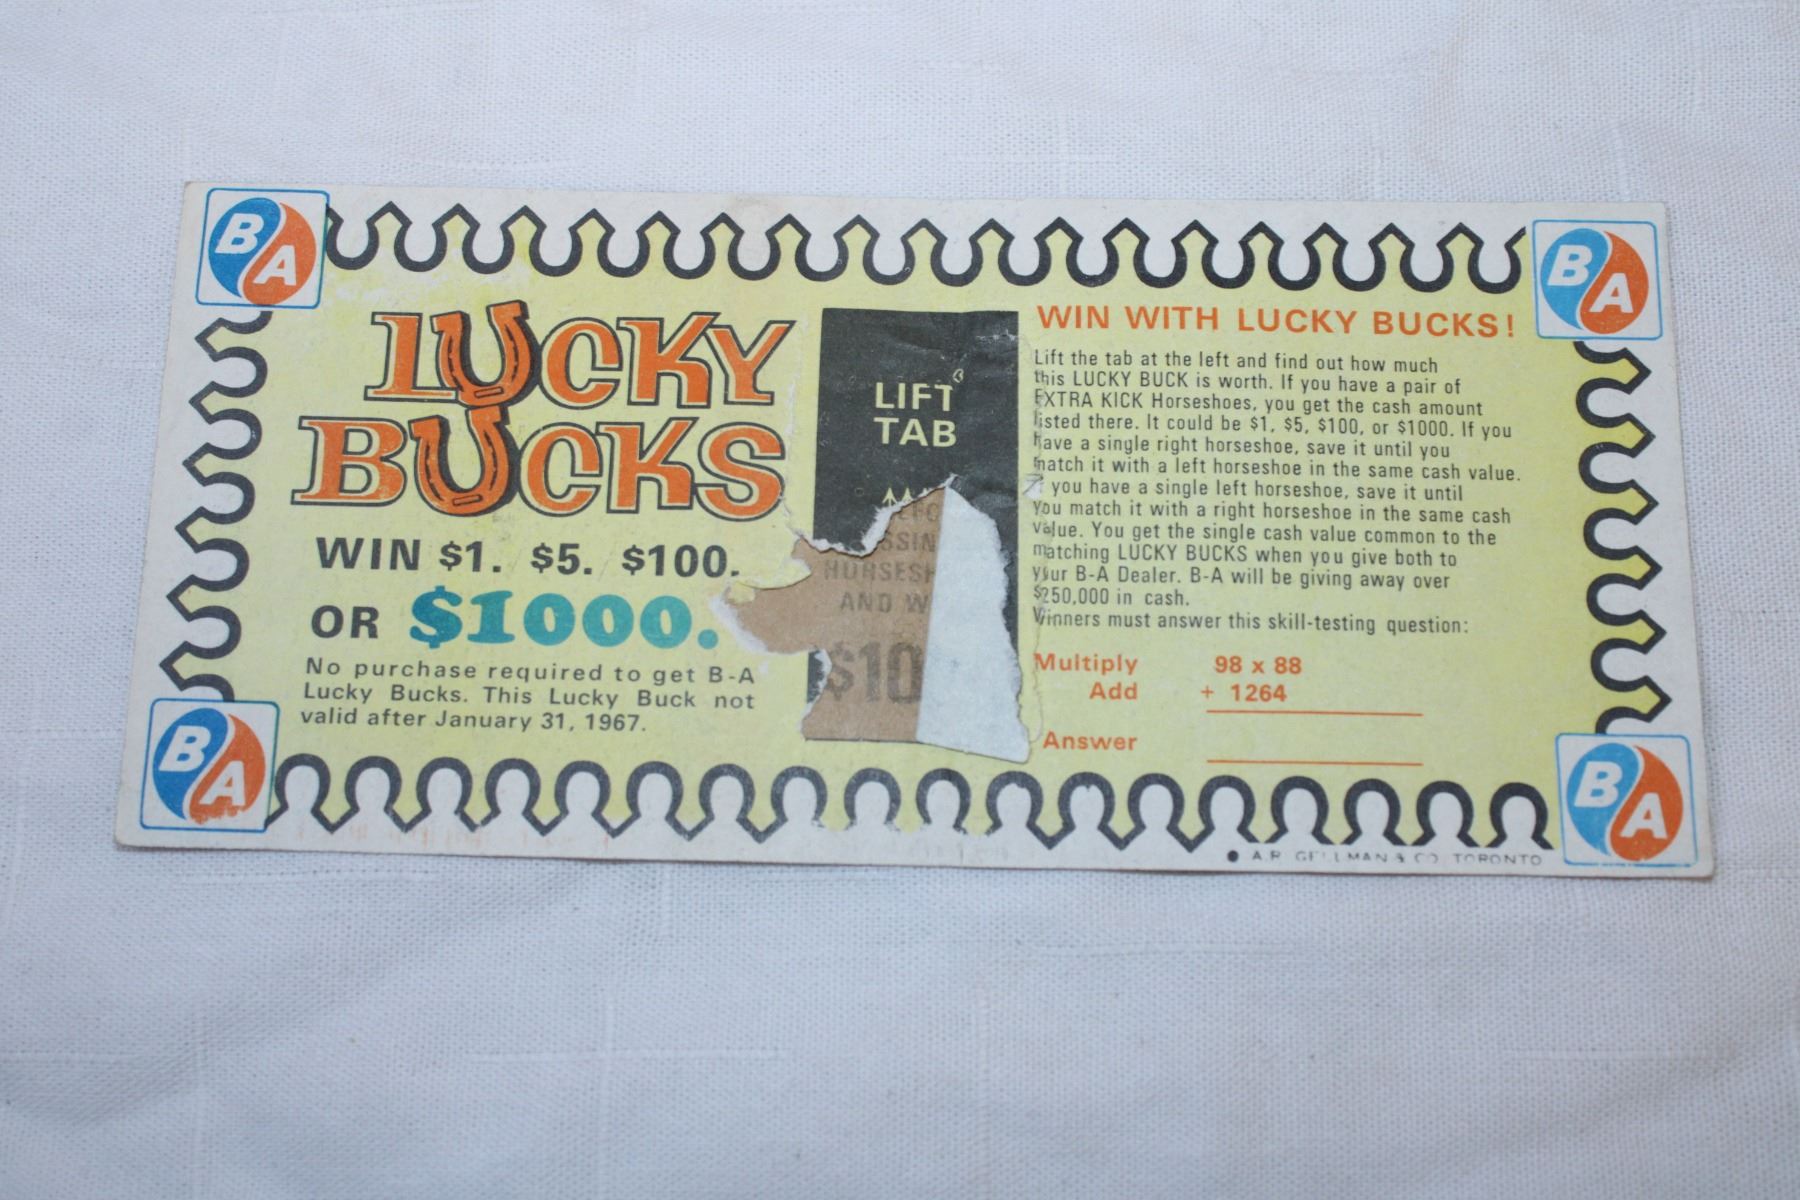 BA
BA
LUCKY
BUCKS
WIN $1. $5. $100.
OR $1000.
No purchase required to get B-A
Lucky Bucks. This Lucky Buck not
valid after January 31, 1967.
LIFT
TAB
AND
WIN WITH LUCKY BUCKS!
Lift the tab at the left and find out how much
this LUCKY BUCK is worth. If you have a pair of
EXTRA KICK Horseshoes, you get the cash amount
listed there. It could be $1, $5, $100, or $1000. If you
have a single right horseshoe, save it until you
match it with a left horseshoe in the same cash value.
you have a single left horseshoe, save it until
you match it with a right horseshoe in the same cash
value. You get the single cash value common to the
matching LUCKY BUCKS when you give both to
your B-A Dealer. B-A will be giving away over
$250,000 in cash.
Winners must answer this skill-testing question:
Multiply 98 x 88
Add + 1264
Answer
BA
BA
A.R. GELLMAN & CO. TORONTO